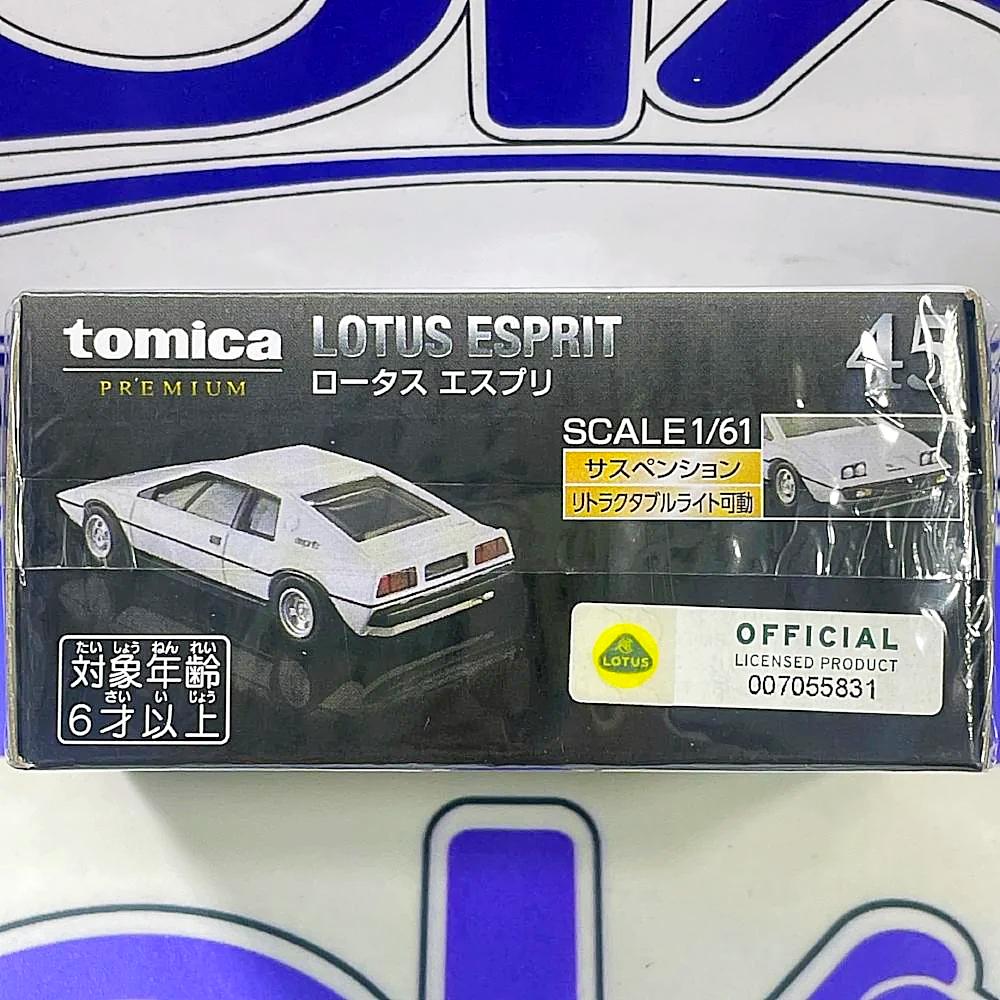 tomica
PREMIUM
LOTUS ESPRIT
ロータス エスプリ
45
SCALE 1/61
サスペンション
リトラクタブルライト可動
たい しょう ねん れい
対象年齢
さい い じょう
6才以上
LOTUS
OFFICIAL
LICENSED PRODUCT
007055831